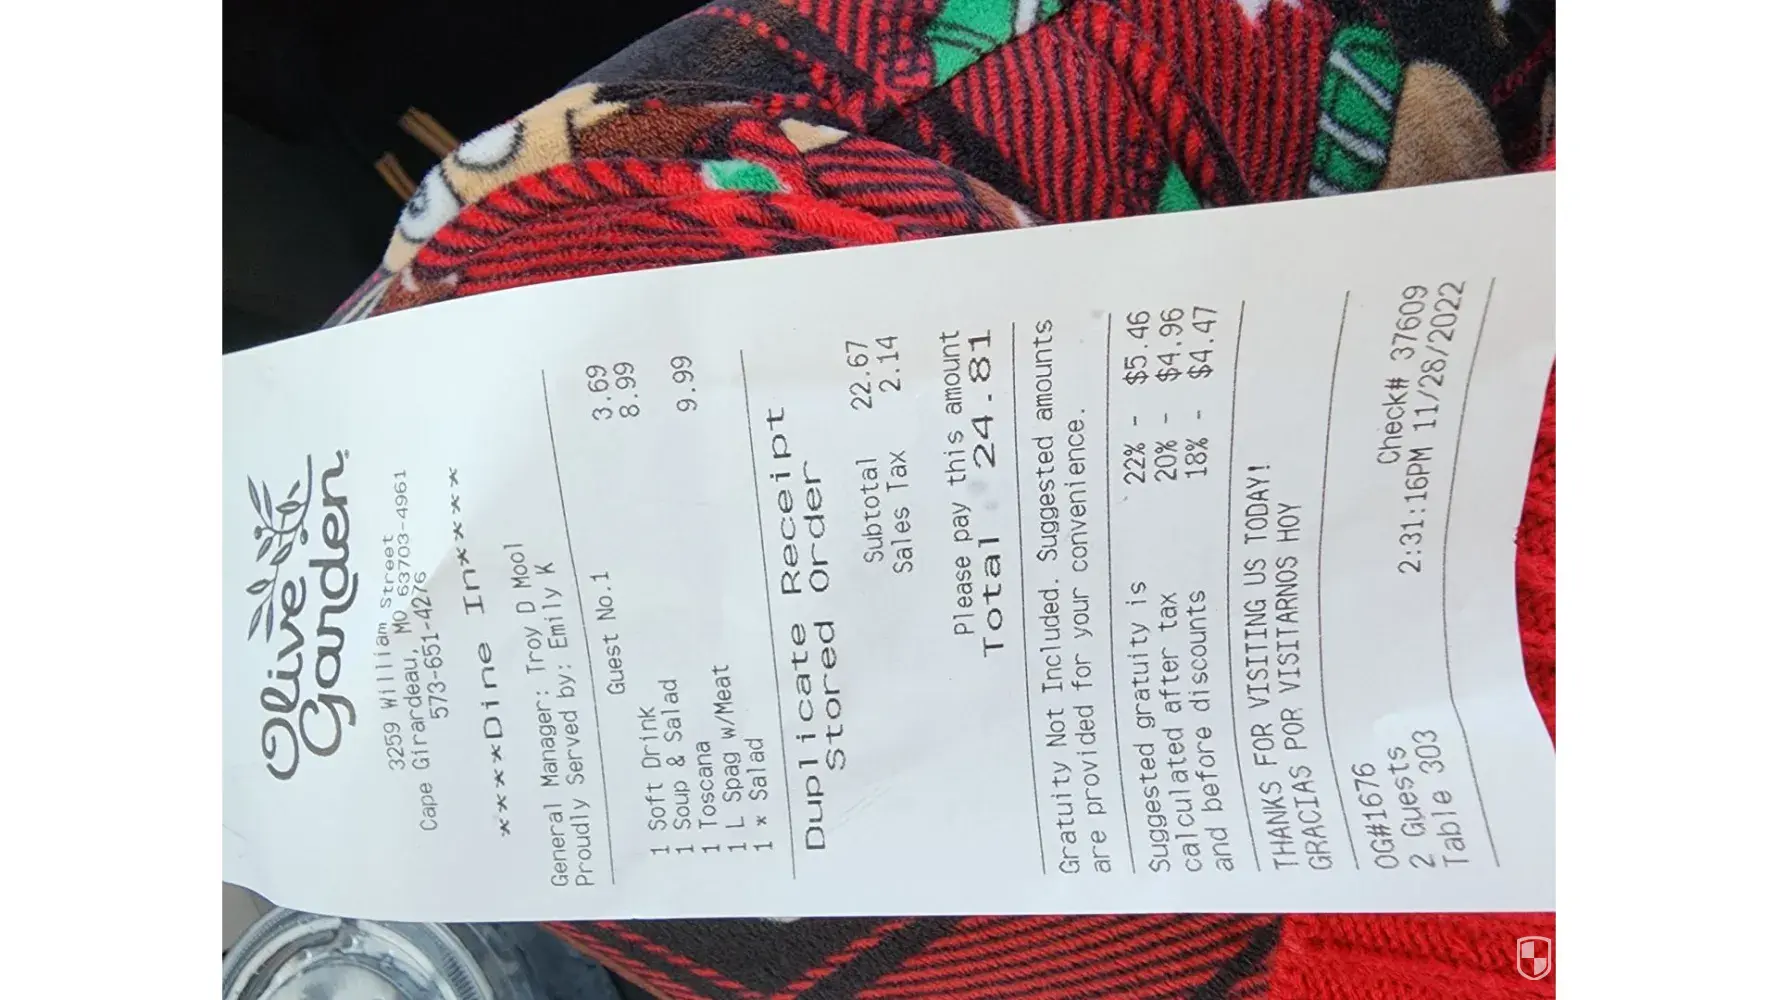 Olive
Garden
3259 William Street
Cape Girardeau, MO 63703-4961
573-651-4276
****Dine In*****
General Manager: Troy D Mool
Proudly Served by: Emily K
Guest No.1
1 Soft Drink 3.69
1 Soup & Salad 8.99
1 Toscana
1 L Spag w/Meat 9.99
1 * Salad
Duplicate Receipt
Stored Order
Subtotal 22.67
Sales Tax 2.14
Please pay this amount
Total 24.81
Gratuity Not Included. Suggested amounts
are provided for your convenience.
Suggested gratuity is 22% - $5.46
calculated after tax 20% - $4.96
and before discounts 18% - $4.47
THANKS FOR VISITING US TODAY!
GRACIAS POR VISITARNOS HOY
OG#1676
2 Guests Check# 37609
Table 303 2:31:16PM 11/28/2022